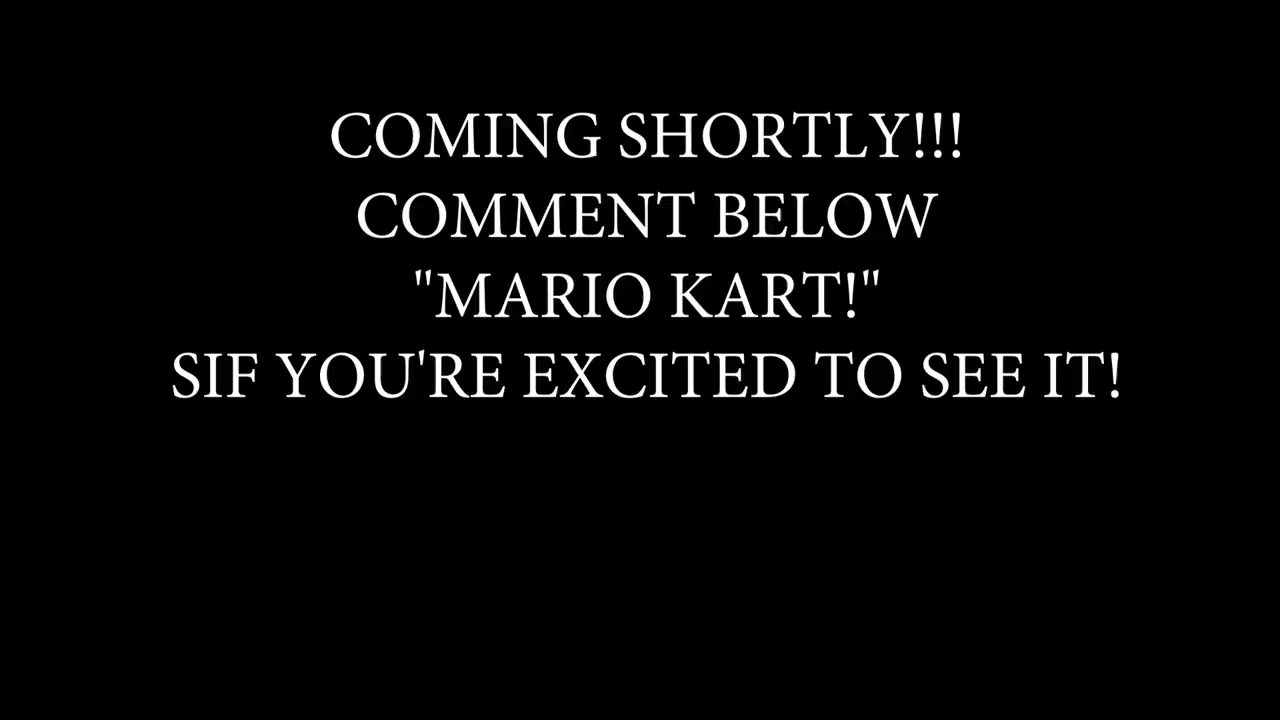 COMING SHORTLY!!!
COMMENT BELOW
"MARIO KART!"
SIF YOU'RE EXCITED TO SEE IT!